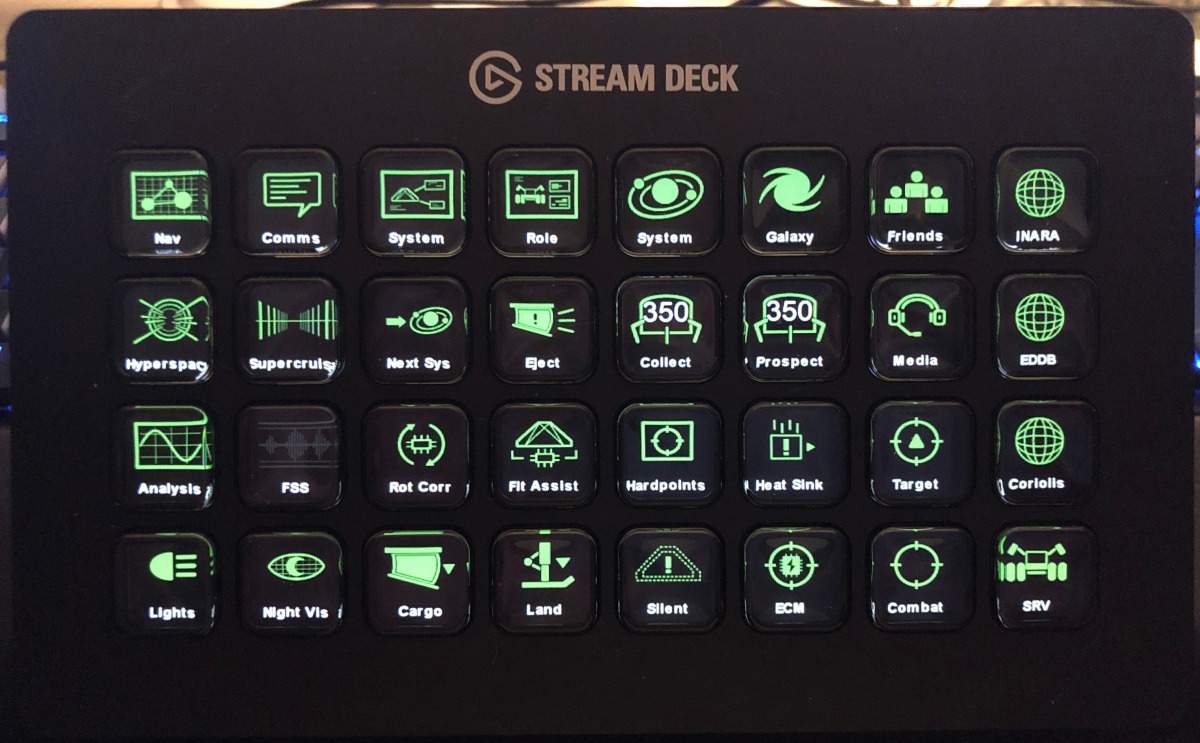 STREAM DECK
Nav Comms System Role System Galaxy Friends INARA
350 350
Hyperspac Supercruis Next Sys Eject Collect Prospect Media EDDB
Analysis FSS Rot Corr Flt Assist Hardpoints Heat Sink Target Coriolis
Lights Night Vis Cargo Land Silent ECM Combat SRV